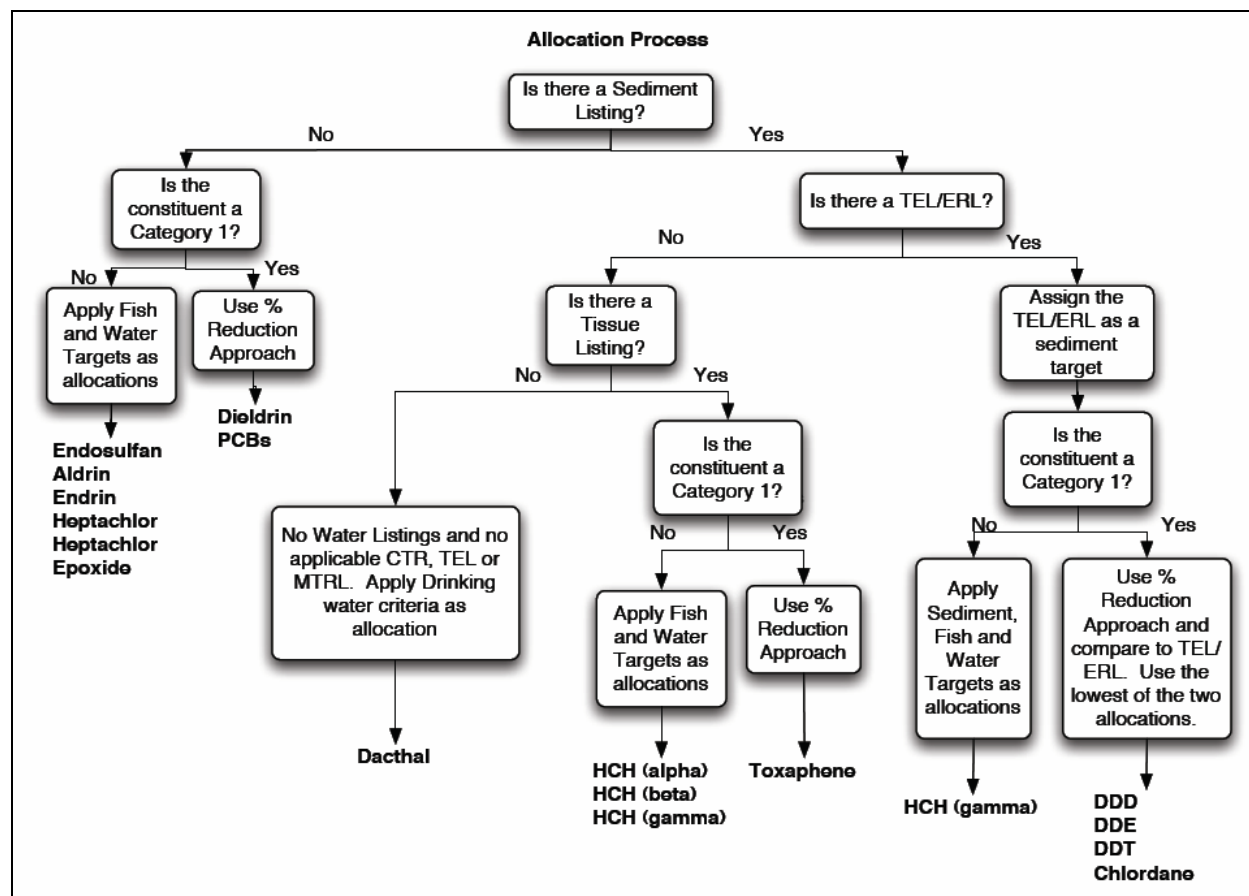 Allocation Process
Is there a Sediment
Listing?
No
Yes
Is the
constituent a
Category 1?
Is there a TEL/ERL?
No
Yes
No
Yes
Apply Fish
and Water
Targets as
allocations
Use %
Reduction
Approach
Is there a
Tissue
Listing?
Assign the
TEL/ERL as a
sediment
target
No
Yes
Endosulfan
Aldrin
Endrin
Heptachlor
Heptachlor
Epoxide
Dieldrin
PCBs
Is the
constituent a
Category 1?
Is the
constituent a
Category 1?
No
Yes
No
Yes
No Water Listings and no
applicable CTR, TEL or
MTRL. Apply Drinking
water criteria as
allocation
Apply Fish
and Water
Targets as
allocations
Use %
Reduction
Approach
Apply
Sediment,
Fish and
Water
Targets as
allocations
Use %
Reduction
Approach and
compare to TEL/
ERL. Use the
lowest of the two
allocations.
Dacthal
HCH (alpha)
HCH (beta)
HCH (gamma)
Toxaphene
HCH (gamma)
DDD
DDE
DDT
Chlordane